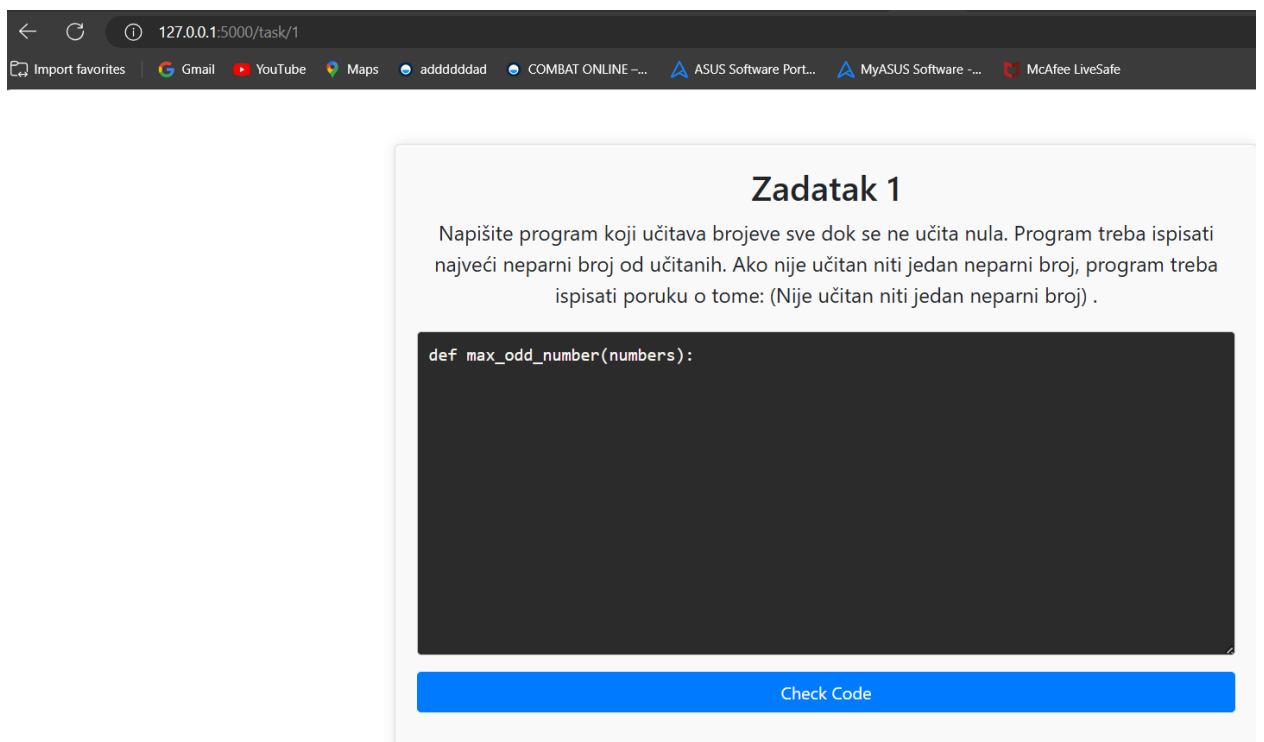 127.0.0.1:5000/task/1
Import favorites Gmail YouTube Maps addddddad COMBAT ONLINE –... ASUS Software Port... MyASUS Software -... McAfee LiveSafe
Zadatak 1
Napišite program koji učitava brojeve sve dok se ne učita nula. Program treba ispisati
najveći neparni broj od učitanih. Ako nije učitan niti jedan neparni broj, program treba
ispisati poruku o tome: (Nije učitan niti jedan neparni broj) .
def max_odd_number(numbers):
Check Code